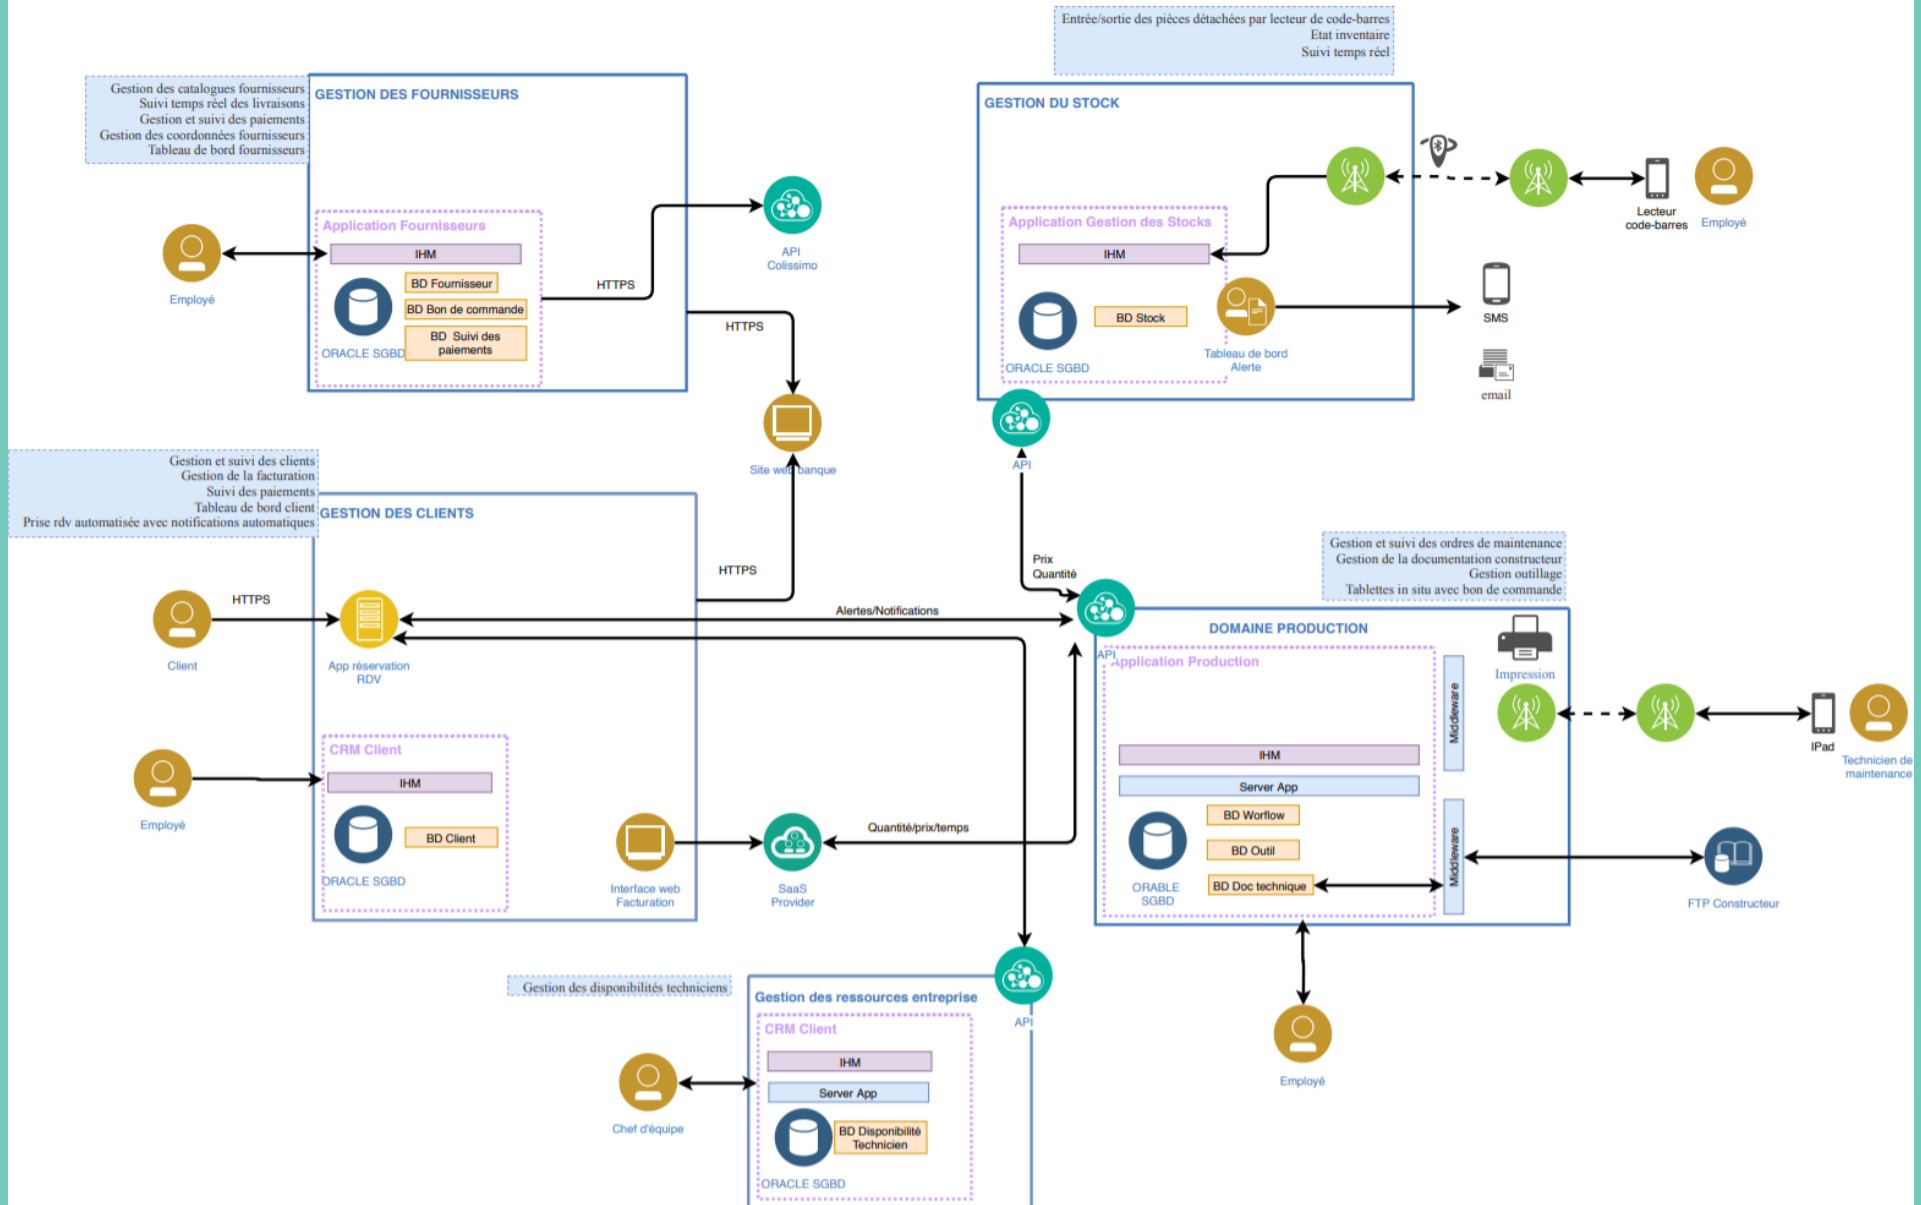 Entrée/sortie des pièces détachées par lecteur de code-barres
Etat inventaire
Suivi temps réel
Gestion des catalogues fournisseurs
Suivi temps réel des livraisons
Gestion et suivi des paiements
Gestion des coordonnées fournisseurs
Tableau de bord fournisseurs
GESTION DES FOURNISSEURS
Application Fournisseurs
IHM
BD Fournisseur
BD Bon de commande
BD Suivi des
paiements
ORACLE SGBD
Employé
HTTPS
API
Colissimo
HTTPS
Site web banque
GESTION DU STOCK
Application Gestion des Stocks
IHM
BD Stock
ORACLE SGBD
Tableau de bord
Alerte
Lecteur
code-barres
Employé
SMS
email
API
Prix
Quantité
Gestion et suivi des clients
Gestion de la facturation
Suivi des paiements
Tableau de bord client
Prise rdv automatisée avec notifications automatiques
GESTION DES CLIENTS
HTTPS
HTTPS
Client
App réservation
RDV
Alertes/Notifications
CRM Client
IHM
BD Client
ORACLE SGBD
Employé
Interface web
Facturation
SaaS
Provider
Quantité/prix/temps
Gestion et suivi des ordres de maintenance
Gestion de la documentation constructeur
Gestion outillage
Tablettes in situ avec bon de commande
DOMAINE PRODUCTION
API
Application Production
Impression
Middleware
IHM
Server App
BD Worflow
BD Outil
BD Doc technique
ORABLE
SGBD
Middleware
IPad
Technicien de
maintenance
FTP Constructeur
Employé
Gestion des disponibilités techniciens
Gestion des ressources entreprise
API
CRM Client
IHM
Server App
BD Disponibilité
Technicien
ORACLE SGBD
Chef d'équipe